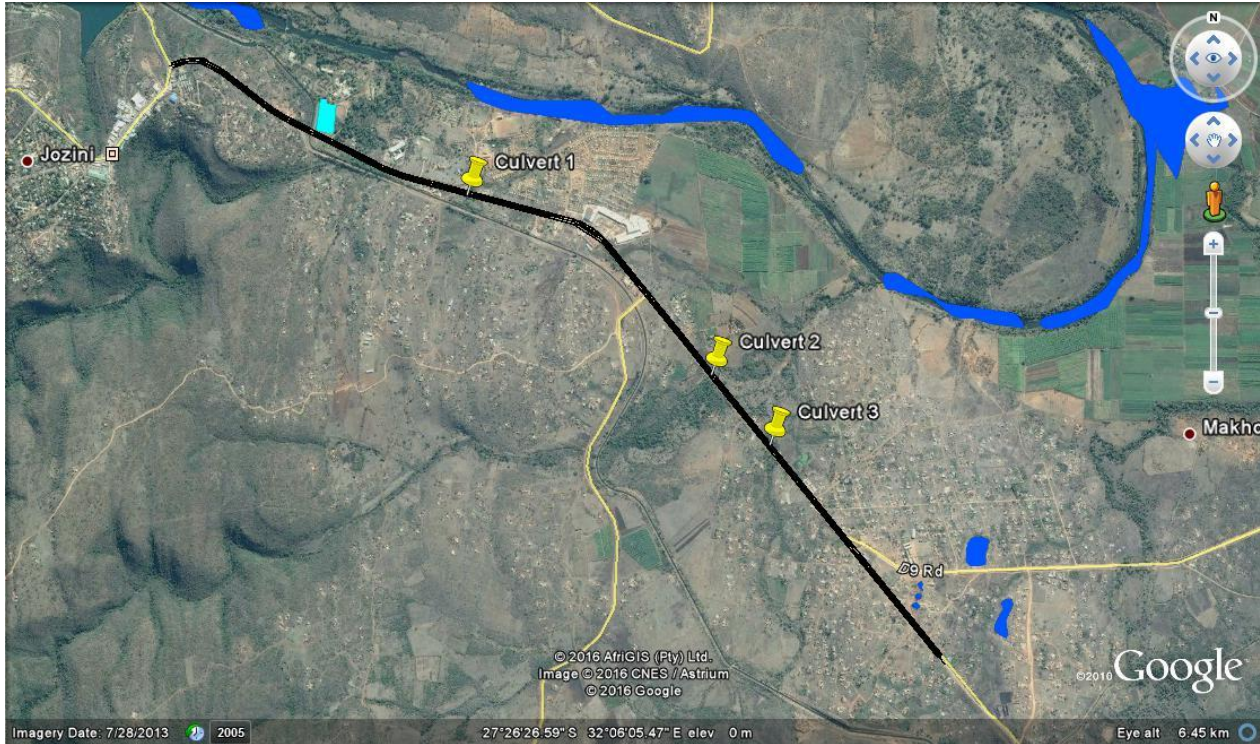 N
Jozini
Culvert 1
Culvert 2
Culvert 3
Makho
D9 Rd
© 2016 AfriGIS (Pty) Ltd.
Image © 2016 CNES / Astrium
© 2016 Google
©2010 Google
Imagery Date: 7/28/2013
2005
27°26'26.59" S 32°06'05.47" E elev 0 m
Eye alt 6.45 km